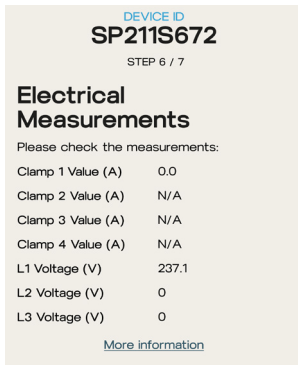 DEVICE ID
SP211S672
STEP 6 / 7
Electrical
Measurements
Please check the measurements:
Clamp 1 Value (A) 0.0
Clamp 2 Value (A) N/A
Clamp 3 Value (A) N/A
Clamp 4 Value (A) N/A
L1 Voltage (V) 237.1
L2 Voltage (V) 0
L3 Voltage (V) 0
More information